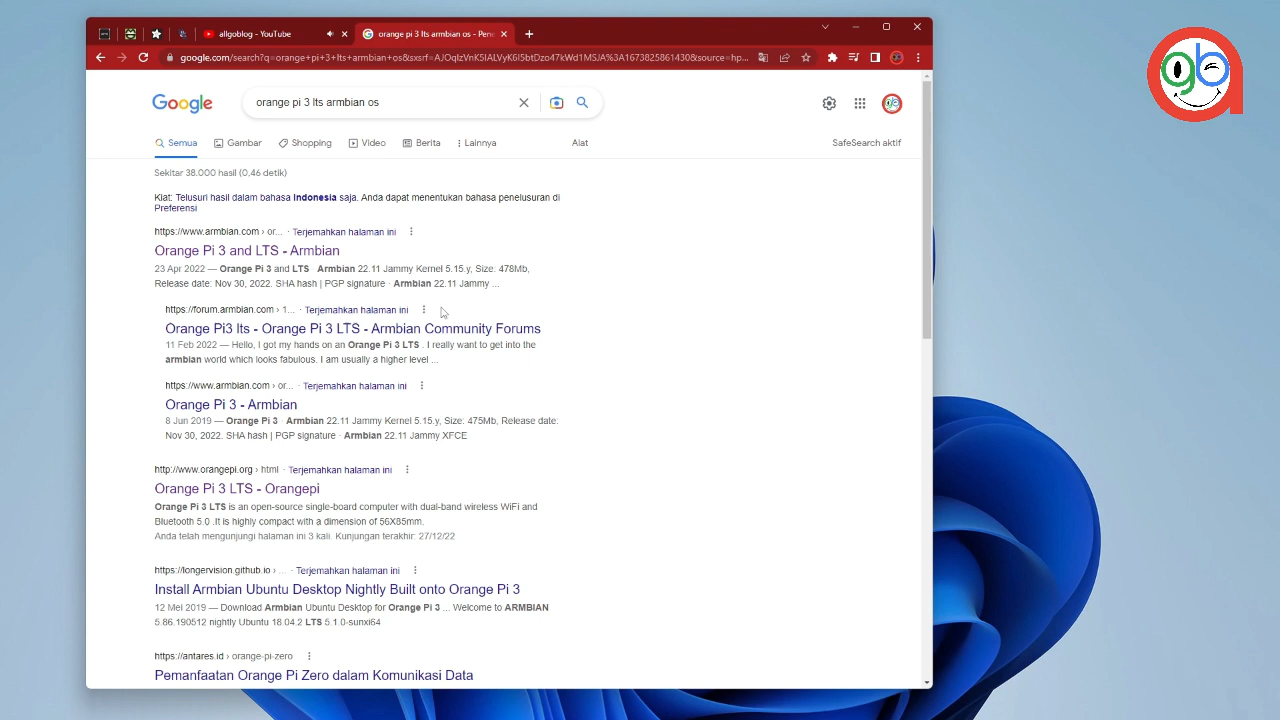 allgoblog - YouTube
orange pi 3 lts armbian os - Pene
google.com/search?q=orange+pi+3+lts+armbian+os&sxsrf=AJOqlzVnK5IALVyK6I5btDzo47kWd1MSJA%3A1673825861430&source=hp...
Google
orange pi 3 lts armbian os
Semua
Gambar
Shopping
Video
Berita
Lainnya
Alat
SafeSearch aktif
Sekitar 38.000 hasil (0,46 detik)
Kiat: Telusuri hasil dalam bahasa Indonesia saja. Anda dapat menentukan bahasa penelusuran di
Preferensi
https://www.armbian.com › or... · Terjemahkan halaman ini
Orange Pi 3 and LTS - Armbian
23 Apr 2022 — Orange Pi 3 and LTS Armbian 22.11 Jammy Kernel 5.15.y, Size: 478Mb,
Release date: Nov 30, 2022. SHA hash | PGP signature · Armbian 22.11 Jammy ...
https://forum.armbian.com › 1... · Terjemahkan halaman ini
Orange Pi3 lts - Orange Pi 3 LTS - Armbian Community Forums
11 Feb 2022 — Hello, I got my hands on an Orange Pi 3 LTS . I really want to get into the
armbian world which looks fabulous. I am usually a higher level ...
https://www.armbian.com › or... · Terjemahkan halaman ini
Orange Pi 3 - Armbian
8 Jun 2019 — Orange Pi 3 · Armbian 22.11 Jammy Kernel 5.15.y, Size: 475Mb, Release date:
Nov 30, 2022. SHA hash | PGP signature · Armbian 22.11 Jammy XFCE
http://www.orangepi.org › html · Terjemahkan halaman ini
Orange Pi 3 LTS - Orangepi
Orange Pi 3 LTS is an open-source single-board computer with dual-band wireless WiFi and
Bluetooth 5.0 .It is highly compact with a dimension of 56X85mm.
Anda telah mengunjungi halaman ini 3 kali. Kunjungan terakhir: 27/12/22
https://longervision.github.io › ... · Terjemahkan halaman ini
Install Armbian Ubuntu Desktop Nightly Built onto Orange Pi 3
12 Mei 2019 — Download Armbian Ubuntu Desktop for Orange Pi 3 ... Welcome to ARMBIAN
5.86.190512 nightly Ubuntu 18.04.2 LTS 5.1.0-sunxi64
https://antares.id › orange-pi-zero
Pemanfaatan Orange Pi Zero dalam Komunikasi Data
gb